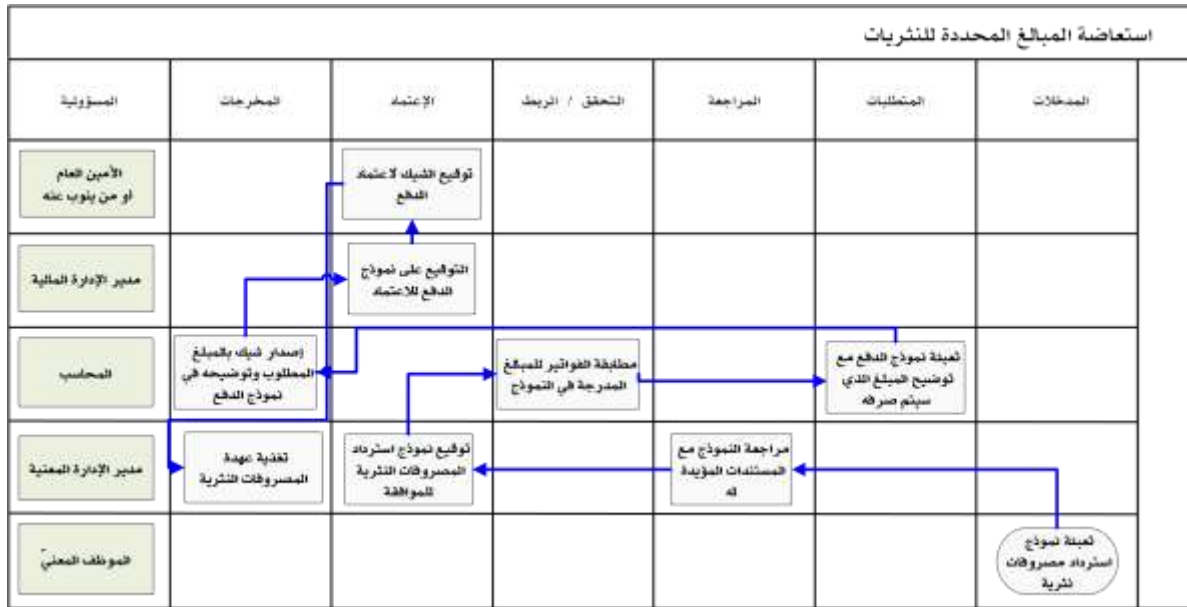 استعاضة المبالغ المحددة للنثريات
المدخلات
المتطلبات
المراجعة
التحقق / الربط
الإعتماد
المخرجات
المسؤولية
توقيع الشيك لاعتماد
الدفع
الأمين العام
او من ينوب عنه
التوقيع على نموذج
الدفع للاعتماد
مدير الإدارة المالية
تعبئة نموذج الدفع مع
توضيح المبلغ الذي
سيتم صرفه
مطابقة الفواتير للمبالغ
المدرجة في النموذج
إصدار شيك بالمبلغ
المطلوب وتوضيحه في
نموذج الدفع
المحاسب
مراجعة النموذج مع
المستندات المؤيدة
له
توقيع نموذج استرداد
المصروفات النثرية
للموافقة
تغذية عهدة
المصروفات النثرية
مدير الإدارة المعنية
تعبئة نموذج
استرداد مصروفات
نثرية
الموظف المعنيّ